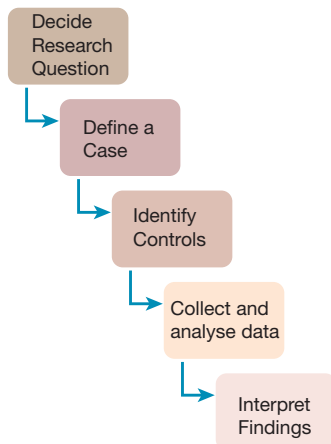 Decide
Research
Question
Define a
Case
Identify
Controls
Collect and
analyse data
Interpret
Findings